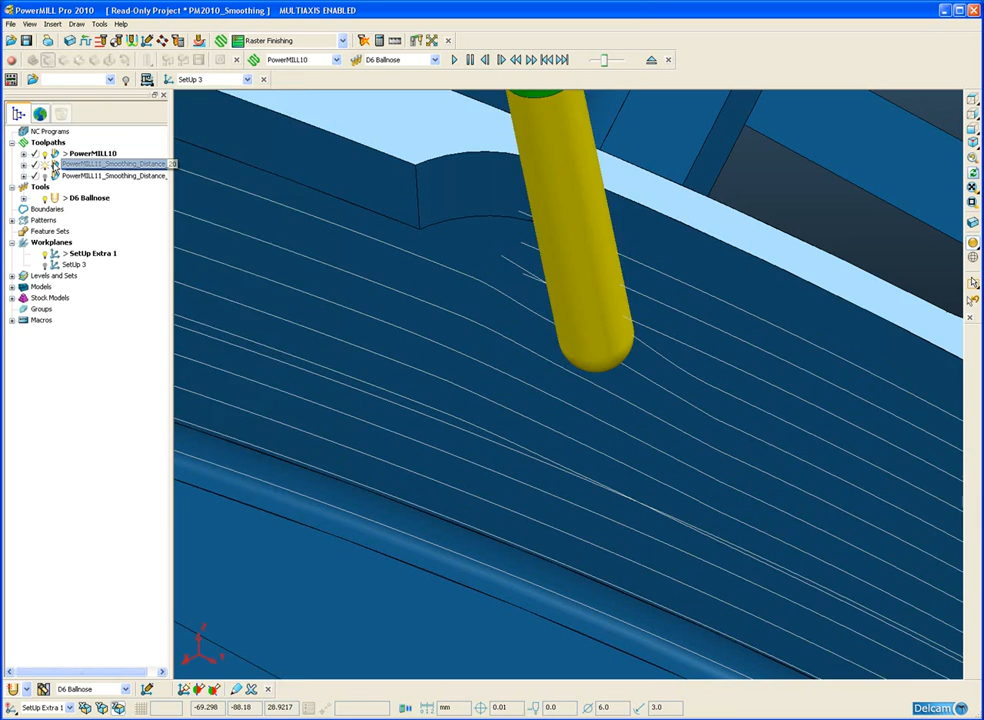 PowerMILL Pro 2010 [ Read-Only Project * PM2010_Smoothing ] MULTIAXIS ENABLED
File View Insert Draw Tools Help
Raster Finishing
PowerMILL10 D6 Ballnose
SetUp 3
NC Programs
Toolpaths
> PowerMILL10
PowerMILL11_Smoothing_Distance_20
PowerMILL11_Smoothing_Distance_
Tools
> D6 Ballnose
Boundaries
Patterns
Feature Sets
Workplanes
> SetUp Extra 1
SetUp 3
Levels and Sets
Models
Stock Models
Groups
Macros
Z
Y
D6 Ballnose
SetUp Extra 1 -69.298 -88.18 28.9217 mm 0.01 0.0 6.0 3.0 Delcam